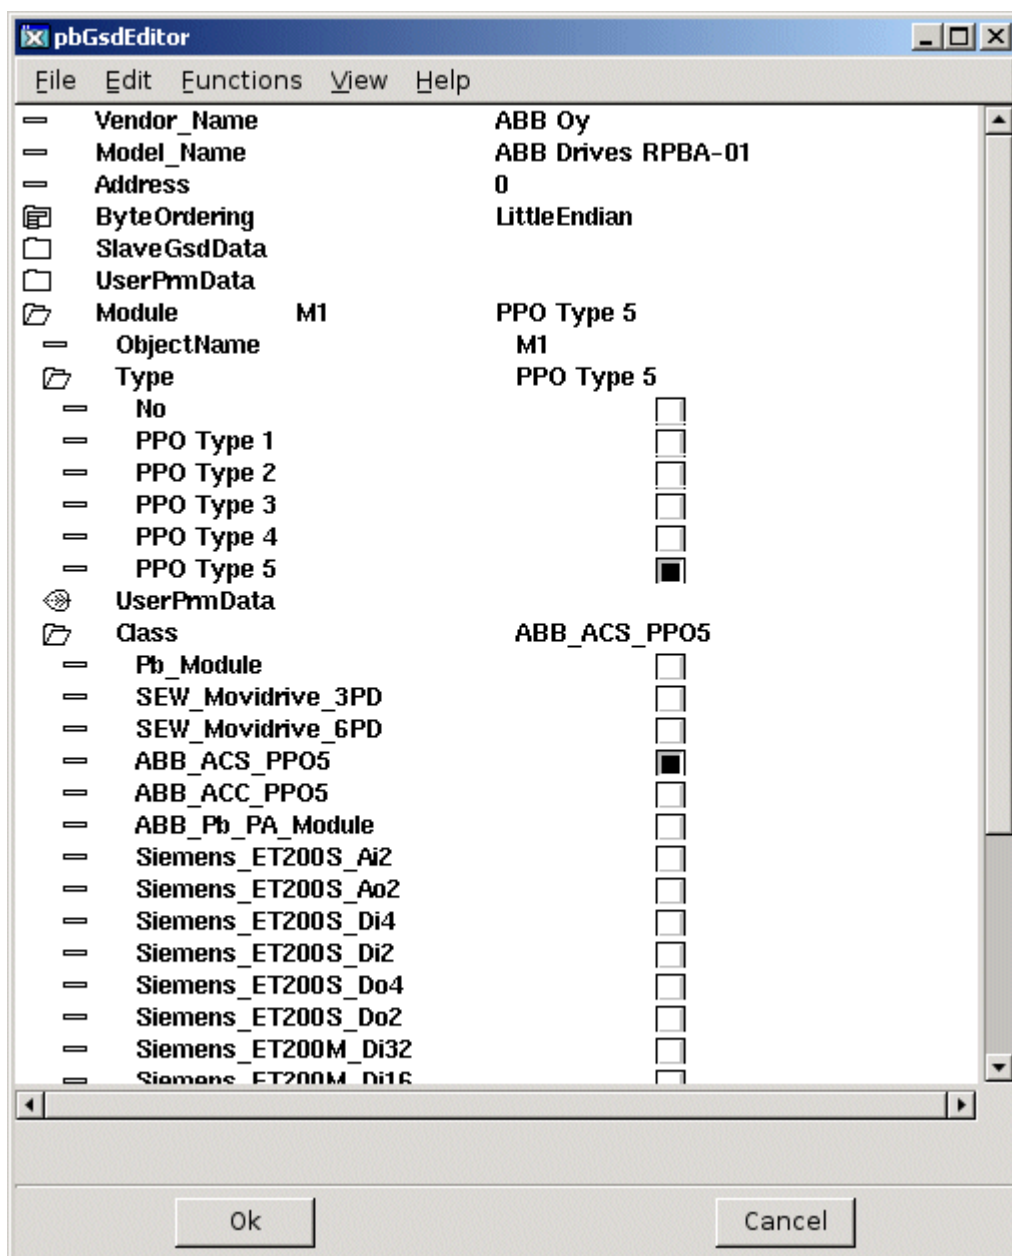 pbGsdEditor
File Edit Functions View Help
Vendor_Name ABB Oy
Model_Name ABB Drives RPBA-01
Address 0
ByteOrdering LittleEndian
SlaveGsdData
UserPrmData
Module M1 PPO Type 5
ObjectName M1
Type PPO Type 5
No
PPO Type 1
PPO Type 2
PPO Type 3
PPO Type 4
PPO Type 5
UserPrmData
Class ABB_ACS_PPO5
Pb_Module
SEW_Movidrive_3PD
SEW_Movidrive_6PD
ABB_ACS_PPO5
ABB_ACC_PPO5
ABB_Pb_PA_Module
Siemens_ET200S_Ai2
Siemens_ET200S_Ao2
Siemens_ET200S_Di4
Siemens_ET200S_Di2
Siemens_ET200S_Do4
Siemens_ET200S_Do2
Siemens_ET200M_Di32
Siemens_ET200M_Di16
Ok Cancel